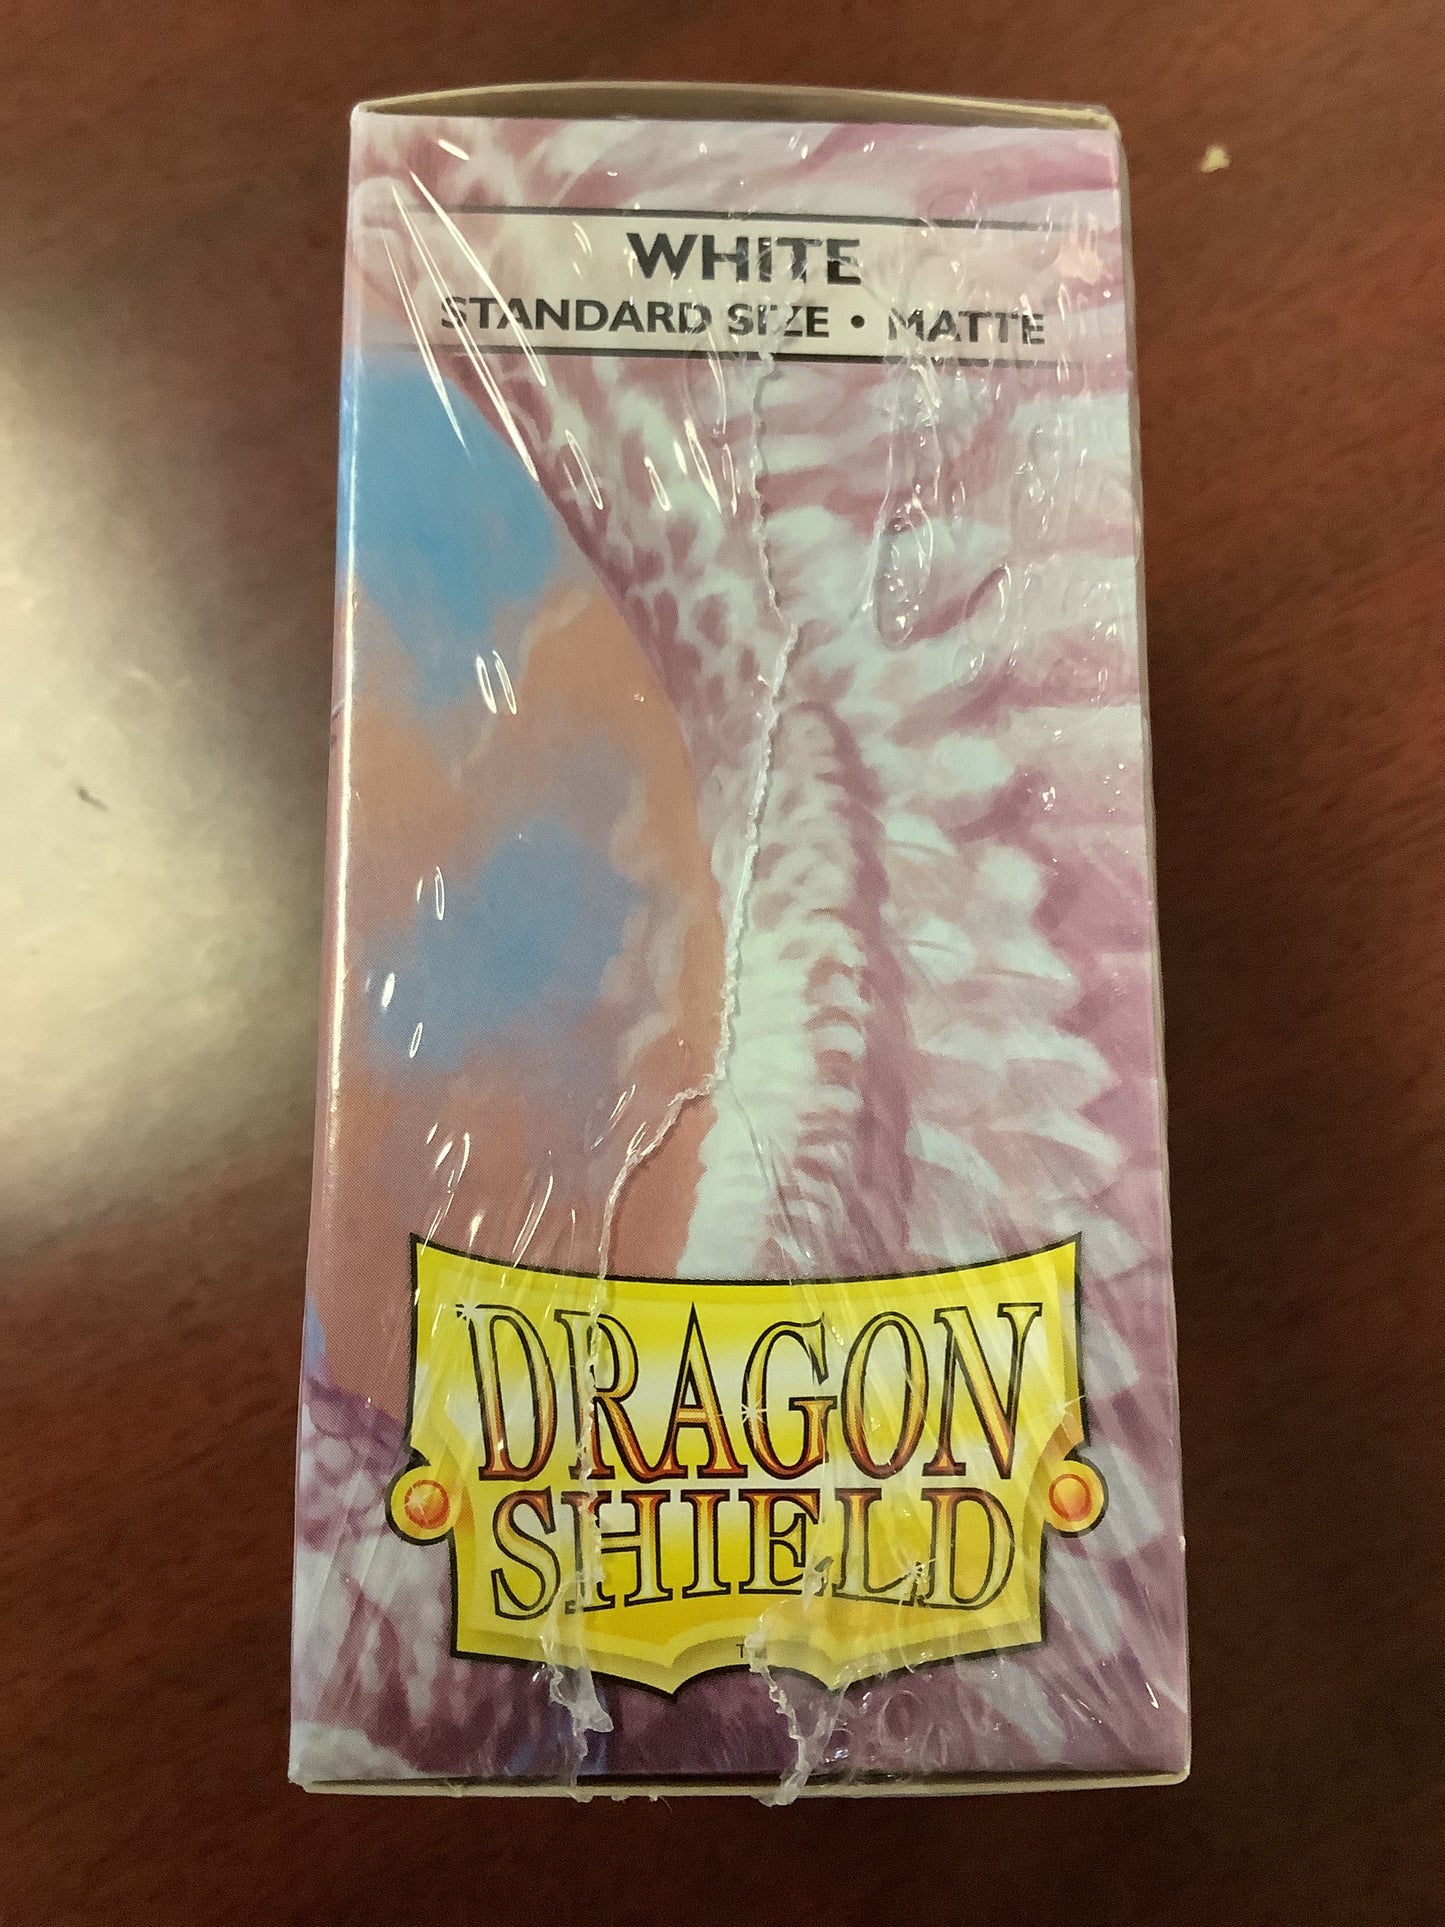 WHITE
STANDARD SIZE • MATTE
DRAGON
SHIELD